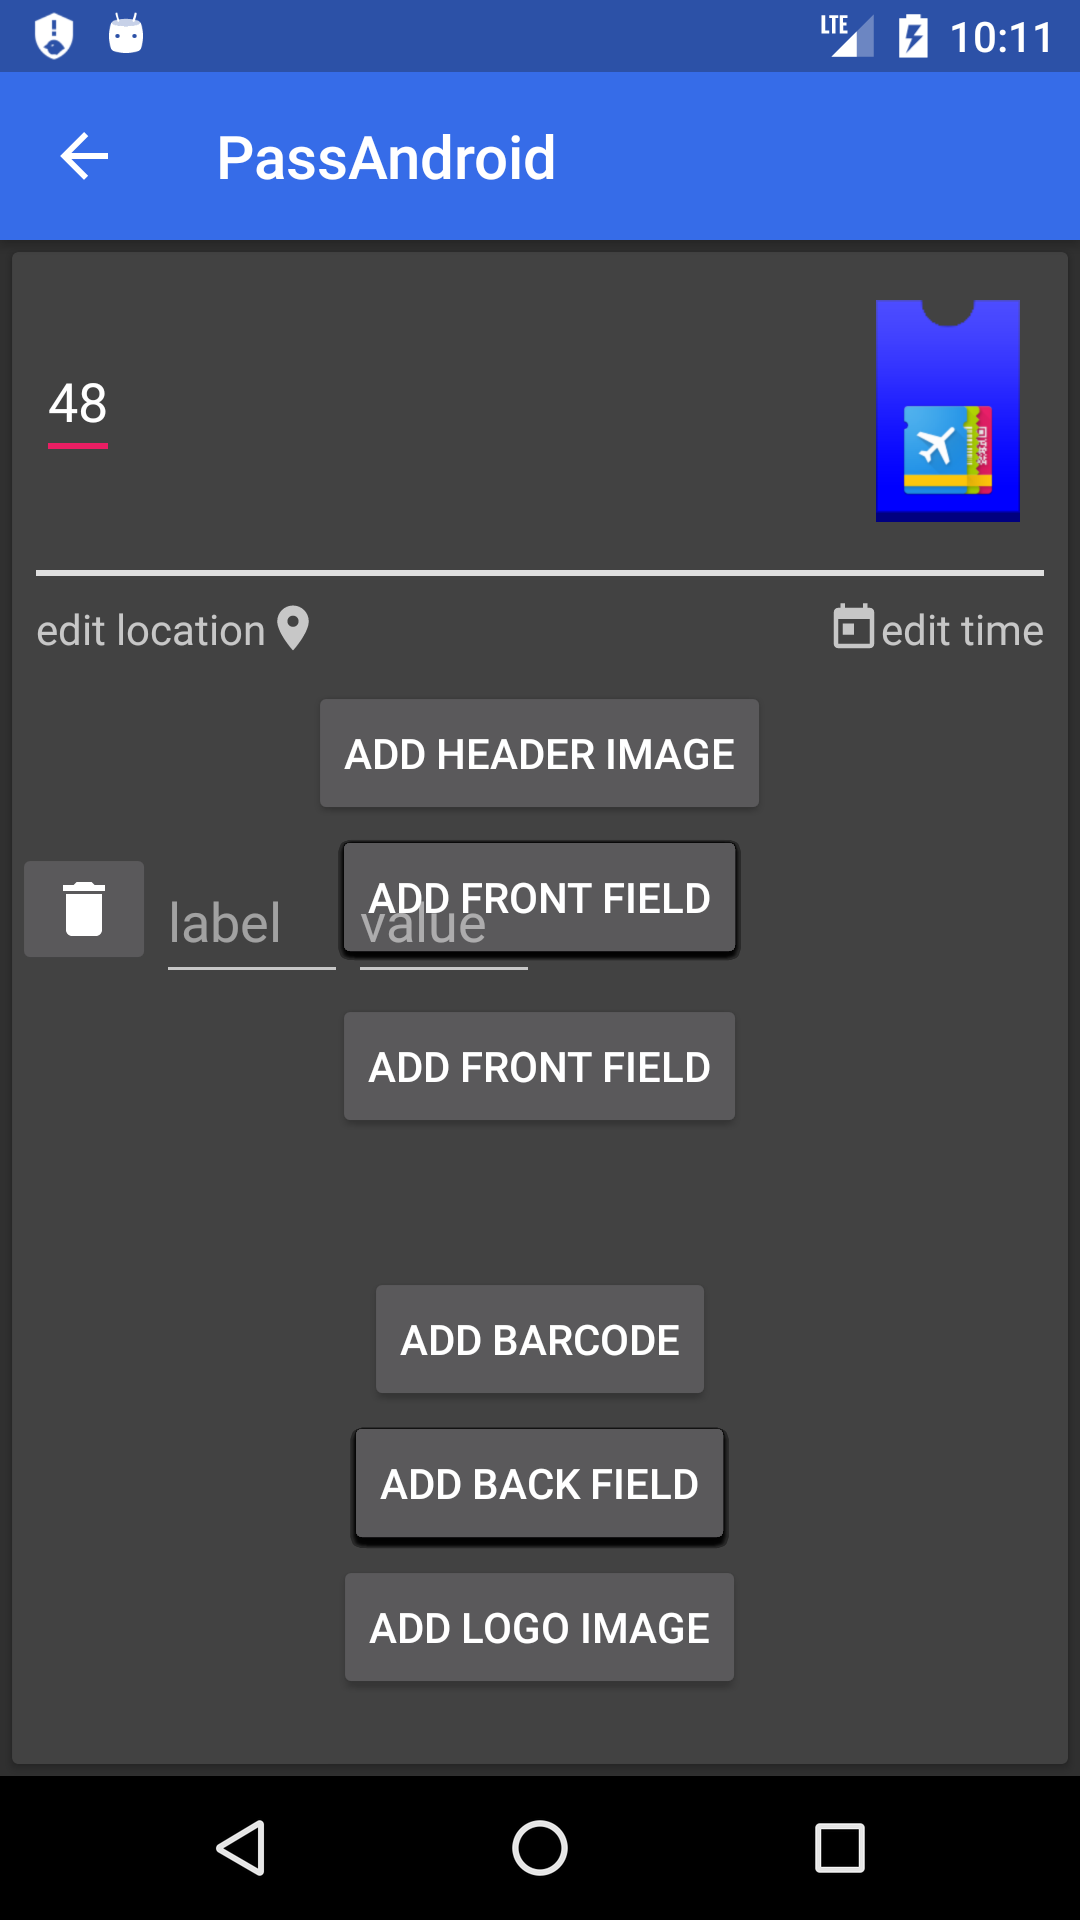 LTE 10:11
PassAndroid
48
edit location edit time
ADD HEADER IMAGE
ADD FRONT FIELD
label value
ADD FRONT FIELD
ADD BARCODE
ADD BACK FIELD
ADD LOGO IMAGE